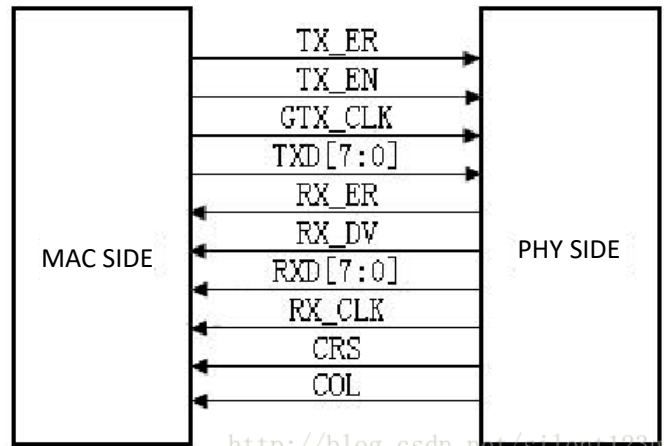 TX_ER
TX_EN
GTX_CLK
TXD[7:0]
RX_ER
RX_DV
MAC SIDE
PHY SIDE
RXD[7:0]
RX_CLK
CRS
COL